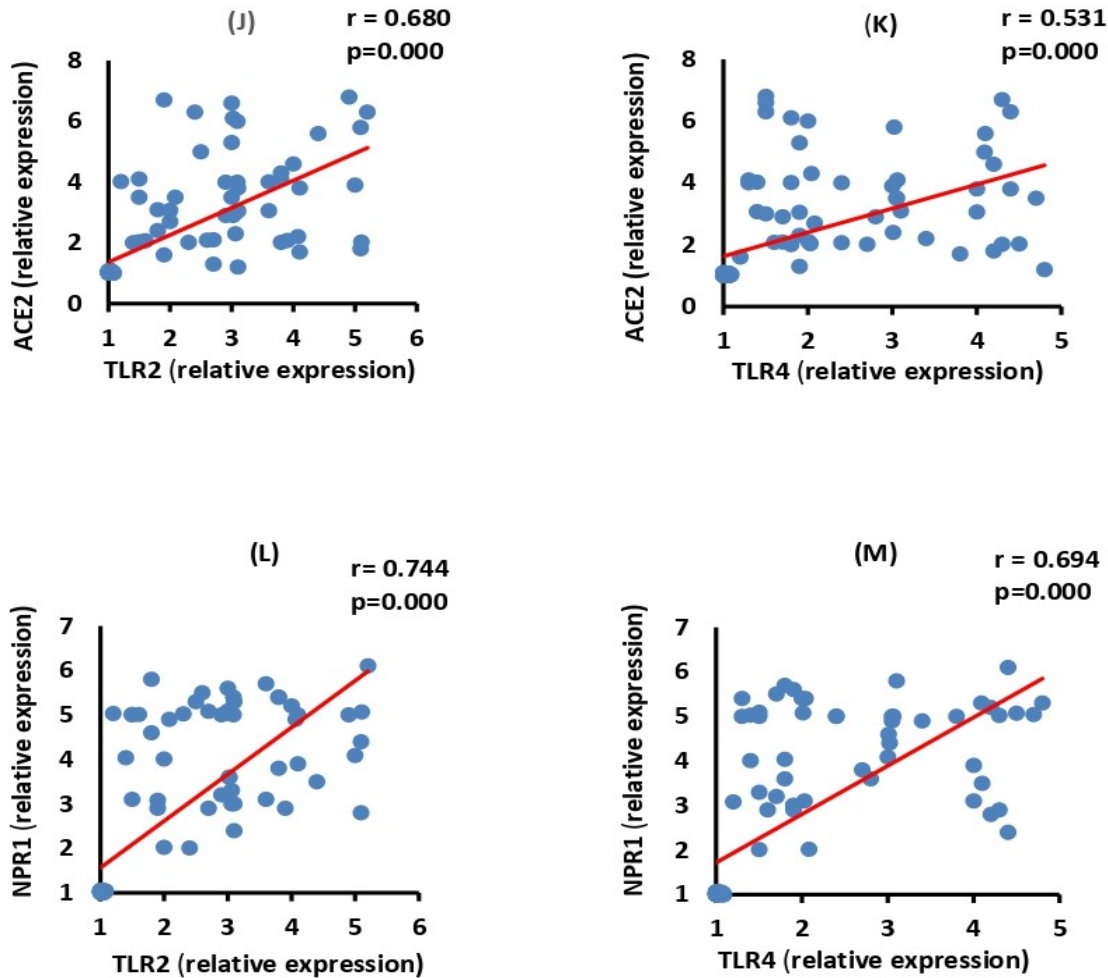 (J)
r = 0.680
p=0.000
ACE2 (relative expression)
8
6
4
2
0
1 2 3 4 5 6
TLR2 (relative expression)
(K)
r = 0.531
p=0.000
ACE2 (relative expression)
8
6
4
2
0
1 2 3 4 5
TLR4 (relative expression)
(L)
r= 0.744
p=0.000
NPR1 (relative expression)
7
6
5
4
3
2
1
1 2 3 4 5 6
TLR2 (relative expression)
(M)
r = 0.694
p=0.000
NPR1 (relative expression)
7
6
5
4
3
2
1
1 2 3 4 5
TLR4 (relative expression)